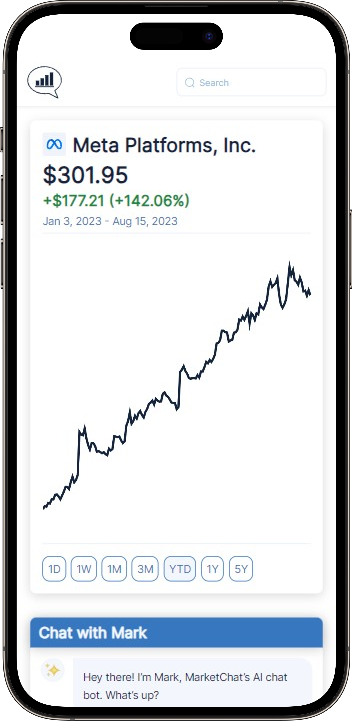 Search
Meta Platforms, Inc.
$301.95
+$177.21 (+142.06%)
Jan 3, 2023 - Aug 15, 2023
1D 1W 1M 3M YTD 1Y 5Y
Chat with Mark
Hey there! I'm Mark, MarketChat's AI chat
bot. What's up?